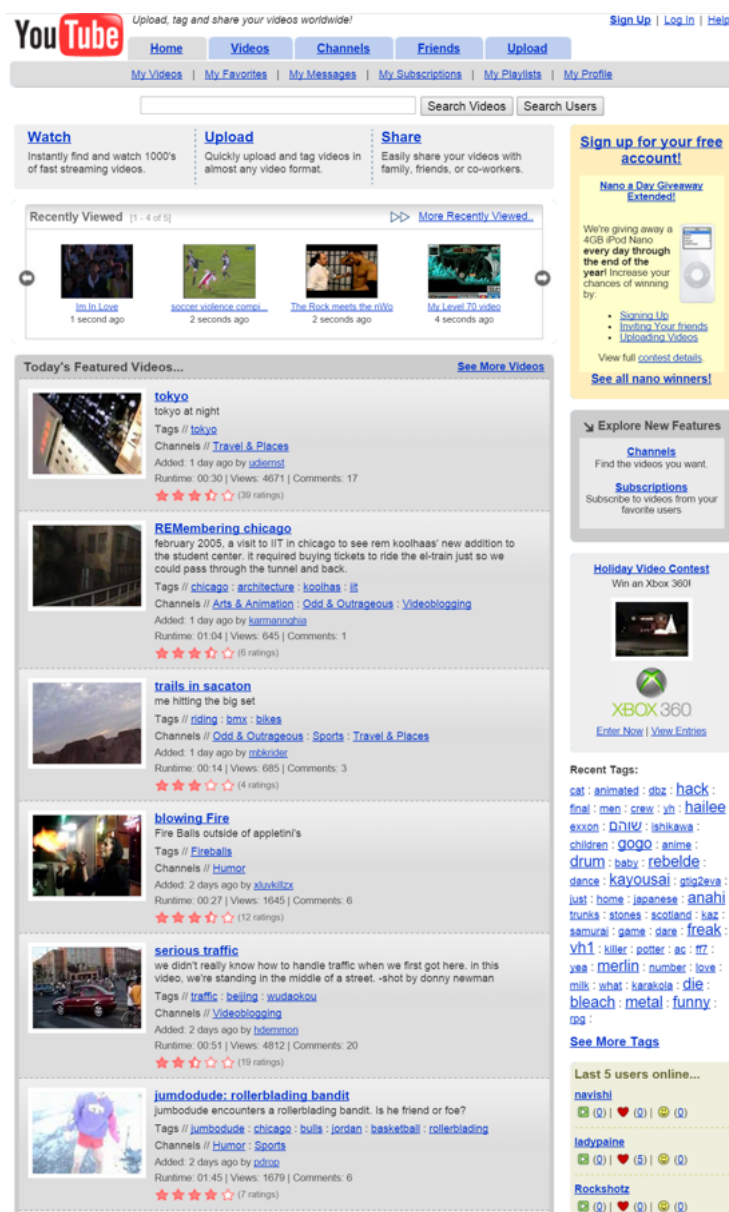 YouTube
Upload, tag and share your videos worldwide!
Sign Up | Log In | Help
Home Videos Channels Friends Upload
My Videos | My Favorites | My Messages | My Subscriptions | My Playlists | My Profile
Search Videos Search Users
Watch
Instantly find and watch 1000's
of fast streaming videos.
Upload
Quickly upload and tag videos in
almost any video format.
Share
Easily share your videos with
family, friends, or co-workers.
Recently Viewed [1 - 4 of 5]
More Recently Viewed..
Im In Love
1 second ago
soccer violence compi...
2 seconds ago
The Rock meets the nWo
2 seconds ago
My Level 70 video
4 seconds ago
Today's Featured Videos...
See More Videos
tokyo
tokyo at night
Tags // tokyo
Channels // Travel & Places
Added: 1 day ago by udiernst
Runtime: 00:30 | Views: 4671 | Comments: 17
(39 ratings)
REMembering chicago
february 2005, a visit to IIT in chicago to see rem koolhaas' new addition to
the student center. it required buying tickets to ride the el-train just so we
could pass through the tunnel and back.
Tags // chicago : architecture : koolhas : iit
Channels // Arts & Animation : Odd & Outrageous : Videoblogging
Added: 1 day ago by karmannghia
Runtime: 01:04 | Views: 645 | Comments: 1
(6 ratings)
trails in sacaton
me hitting the big set
Tags // riding : bmx : bikes
Channels // Odd & Outrageous : Sports : Travel & Places
Added: 1 day ago by mbkrider
Runtime: 00:14 | Views: 685 | Comments: 3
(4 ratings)
blowing Fire
Fire Balls outside of appletini's
Tags // Fireballs
Channels // Humor
Added: 2 days ago by xluvkillzx
Runtime: 00:27 | Views: 1645 | Comments: 6
(12 ratings)
serious traffic
we didn't really know how to handle traffic when we first got here. in this
video, we're standing in the middle of a street. -shot by donny newman
Tags // traffic : beijing : wudaokou
Channels // Videoblogging
Added: 2 days ago by hdemmon
Runtime: 00:51 | Views: 4812 | Comments: 20
(19 ratings)
jumdodude: rollerblading bandit
jumbodude encounters a rollerblading bandit. Is he friend or foe?
Tags // jumbodude : chicago : bulls : jordan : basketball : rollerblading
Channels // Humor : Sports
Added: 2 days ago by pdrop
Runtime: 01:45 | Views: 1679 | Comments: 6
(7 ratings)
Sign up for your free
account!
Nano a Day Giveaway
Extended!
We're giving away a
4GB iPod Nano
every day through
the end of the
year! Increase your
chances of winning
by:
Signing Up
Inviting Your friends
Uploading Videos
View full contest details.
See all nano winners!
Explore New Features
Channels
Find the videos you want.
Subscriptions
Subscribe to videos from your
favorite users
Holiday Video Contest
Win an Xbox 360!
XBOX 360
Enter Now | View Entries
Recent Tags:
cat : animated : dbz : hack :
final : men : crew : yh : hailee
exxon : שוהם : ishikawa :
children : gogo : anime :
drum : baby : rebelde :
dance : kayousai : gtig2eva :
just : home : japanese : anahi
trunks : stones : scotland : kaz :
samurai : game : dare : freak :
vh1 : killer : potter : ac : ff7 :
yea : merlin : number : love :
milk : what : karakola : die :
bleach : metal : funny :
rpg :
See More Tags
Last 5 users online...
navishi
(0) | (0) | (0)
ladypaine
(0) | (5) | (0)
Rockshotz
(0) | (0) | (0)